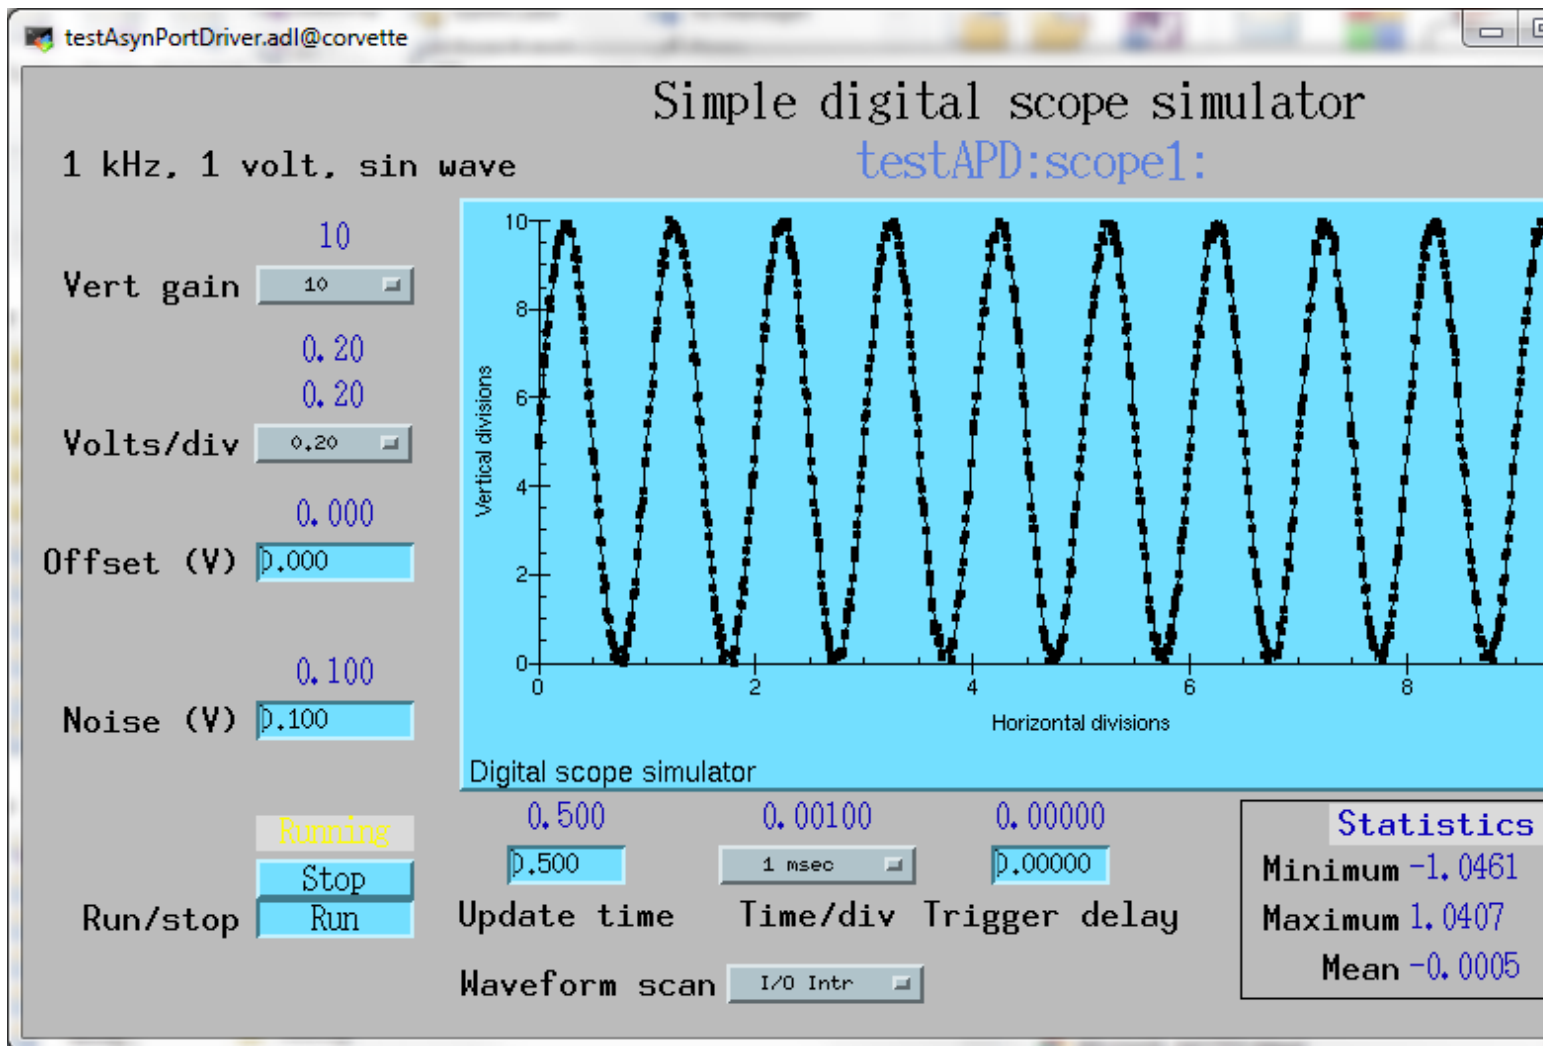 testAsynPortDriver.adl@corvette
Simple digital scope simulator
1 kHz, 1 volt, sin wave
testAPD:scope1:
10
Vert gain
10
0.20
0.20
Volts/div
0.20
0.000
Offset (V)
0.000
0.100
Noise (V)
0.100
Running
Stop
Run/stop
Run
10
8
6
4
2
0
Vertical divisions
0
2
4
6
8
Horizontal divisions
Digital scope simulator
0.500
0.00100
0.00000
0.500
1 msec
0.00000
Update time
Time/div
Trigger delay
Waveform scan
I/O Intr
Statistics
Minimum -1.0461
Maximum 1.0407
Mean -0.0005